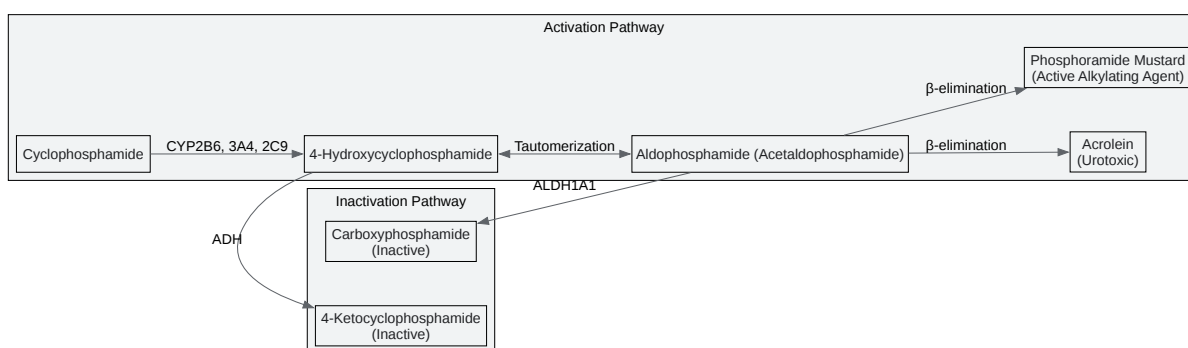 Activation Pathway
Phosphoramide Mustard
(Active Alkylating Agent)
β-elimination
Cyclophosphamide
CYP2B6, 3A4, 2C9
4-Hydroxycyclophosphamide
Tautomerization
Aldophosphamide (Acetaldophosphamide)
β-elimination
Acrolein
(Urotoxic)
ALDH1A1
Inactivation Pathway
Carboxyphosphamide
(Inactive)
ADH
4-Ketocyclophosphamide
(Inactive)